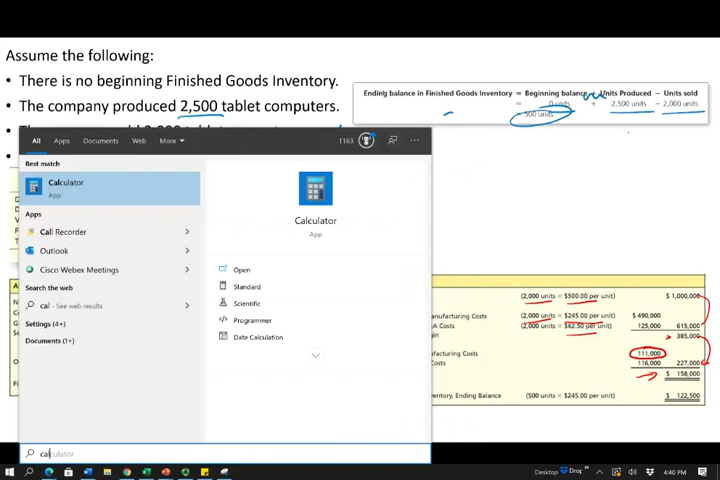 Assume the following:
• There is no beginning Finished Goods Inventory.
• The company produced 2,500 tablet computers.
Ending balance in Finished Goods Inventory = Beginning balance + Units Produced − Units sold
= 0 units + 2,500 units − 2,000 units
= 500 units
All Apps Documents Web More
1163
Best match
Calculator
App
Apps
Call Recorder
Outlook
Cisco Webex Meetings
Search the web
cal - See web results
Settings (4+)
Documents (1+)
Calculator
App
Open
Standard
Scientific
Programmer
Date Calculation
(2,000 units × $500.00 per unit) $ 1,000,000
anufacturing Costs (2,000 units × $245.00 per unit) $ 490,000
A Costs (2,000 units × $62.50 per unit) 125,000 615,000
in 385,000
facturing Costs 111,000
Costs 116,000 227,000
$ 158,000
ventory, Ending Balance (500 units × $245.00 per unit) $ 122,500
calculator
Desktop Drop 4:40 PM